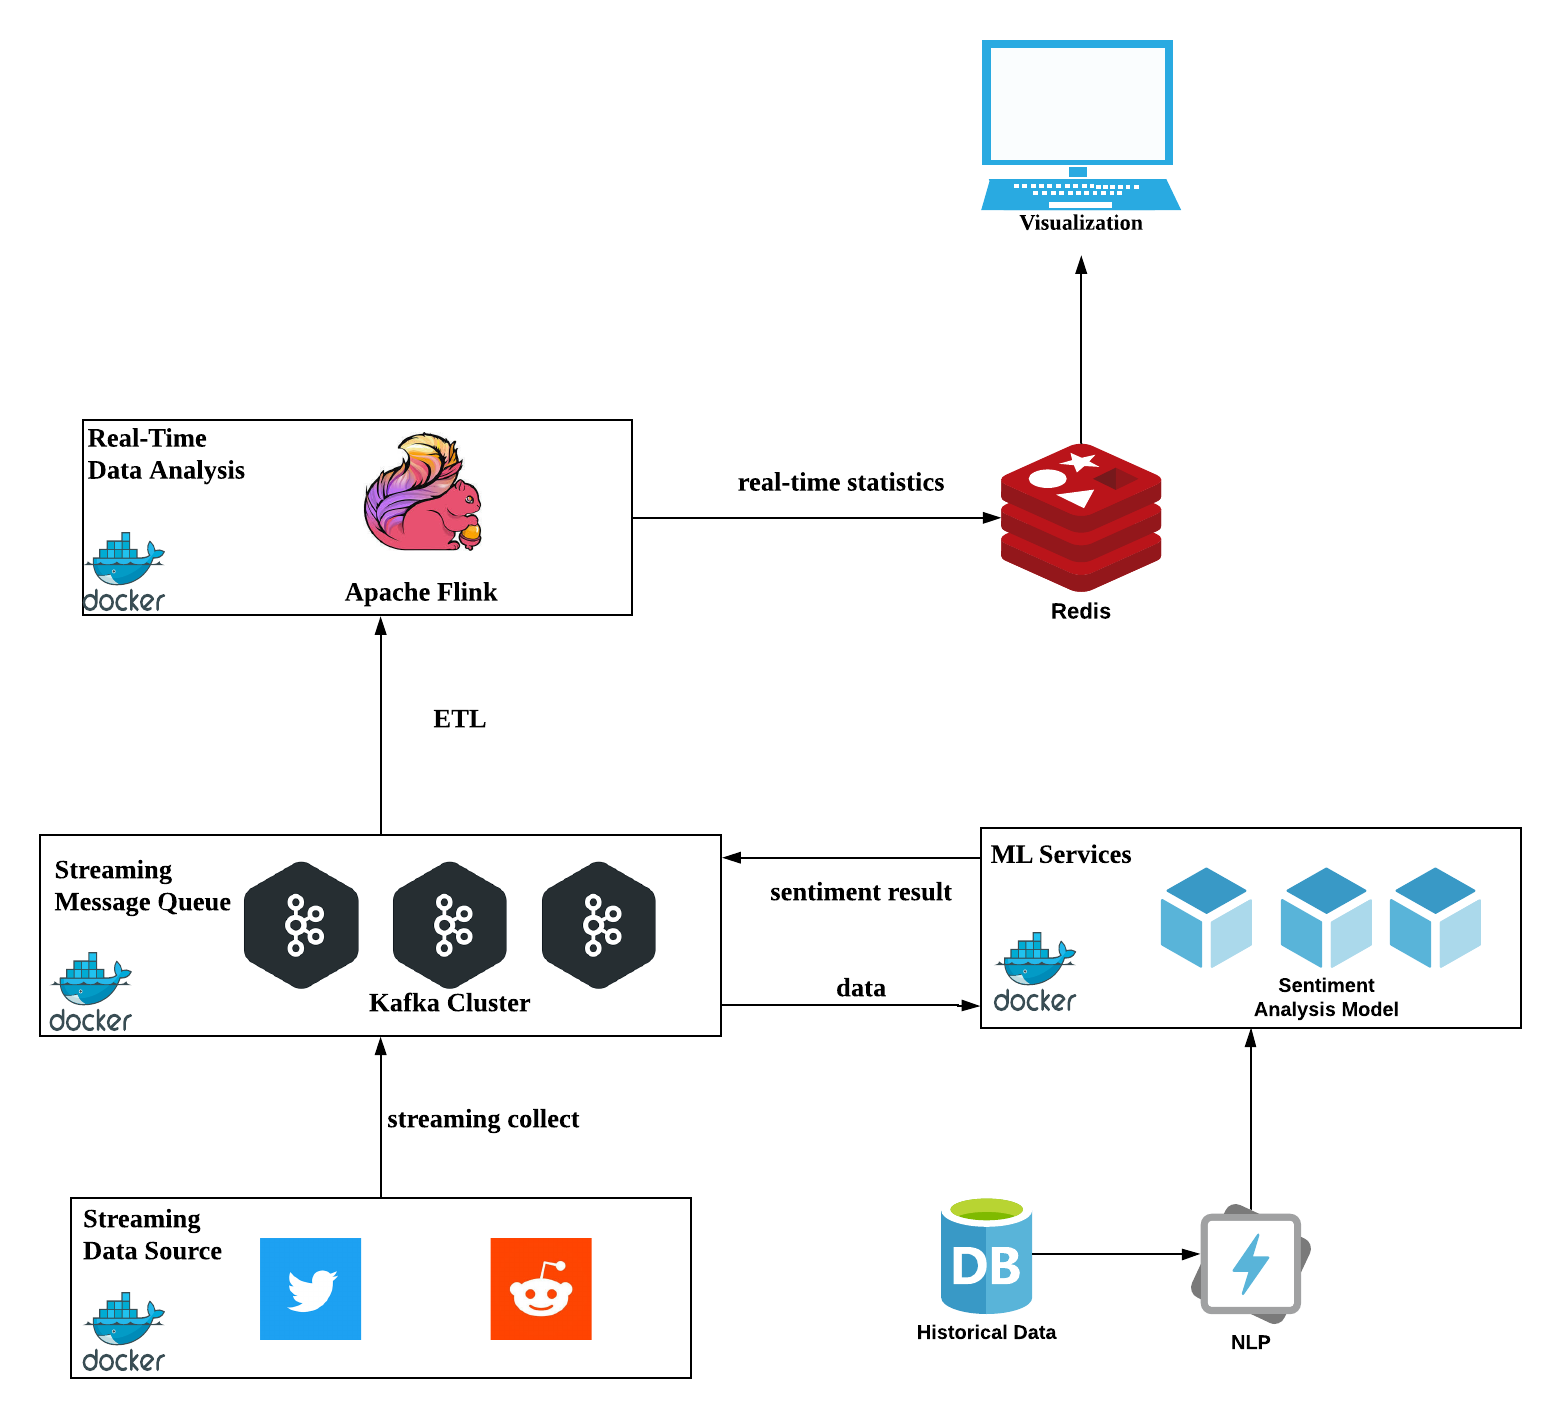 Visualization
Real-Time
Data Analysis
docker
Apache Flink
real-time statistics
Redis
ETL
Streaming
Message Queue
docker
Kafka Cluster
sentiment result
data
ML Services
docker
Sentiment
Analysis Model
streaming collect
Streaming
Data Source
docker
DB
Historical Data
NLP